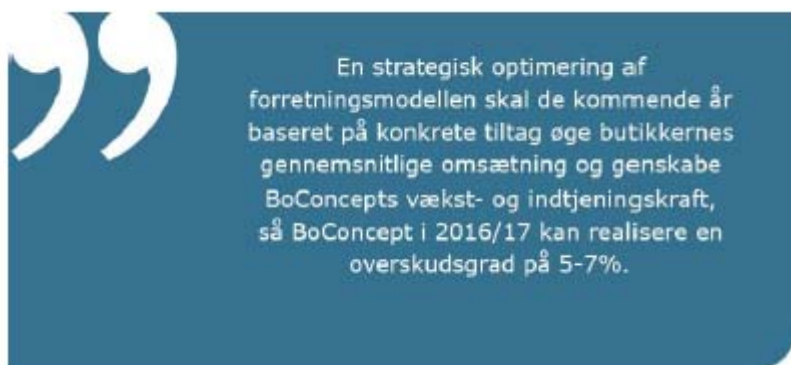 En strategisk optimering af
forretningsmodellen skal de kommende år
baseret på konkrete tiltag øge butikkernes
gennemsnitlige omsætning og genskabe
BoConcepts vækst- og indtjeningskraft,
så BoConcept i 2016/17 kan realisere en
overskudsgrad på 5-7%.